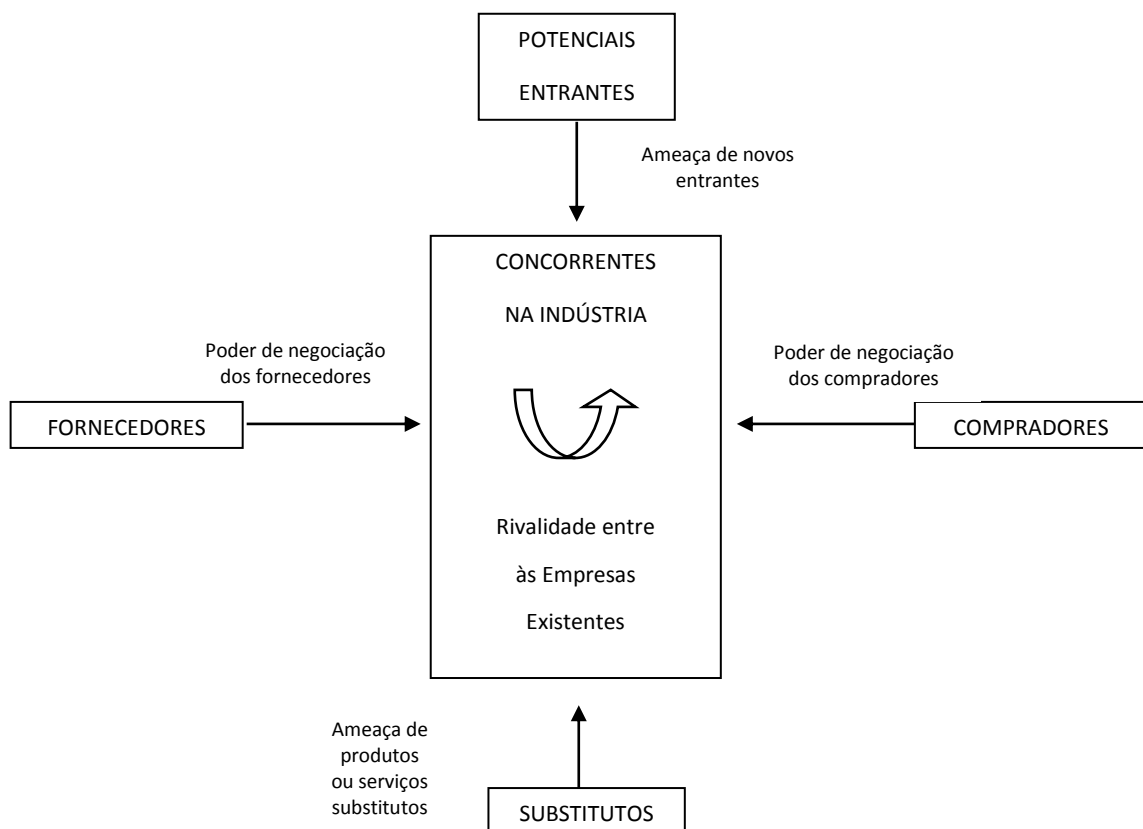 POTENCIAIS
ENTRANTES
Ameaça de novos
entrantes
CONCORRENTES
NA INDÚSTRIA
Poder de negociação
dos fornecedores
Poder de negociação
dos compradores
FORNECEDORES
COMPRADORES
Rivalidade entre
às Empresas
Existentes
Ameaça de
produtos
ou serviços
substitutos
SUBSTITUTOS